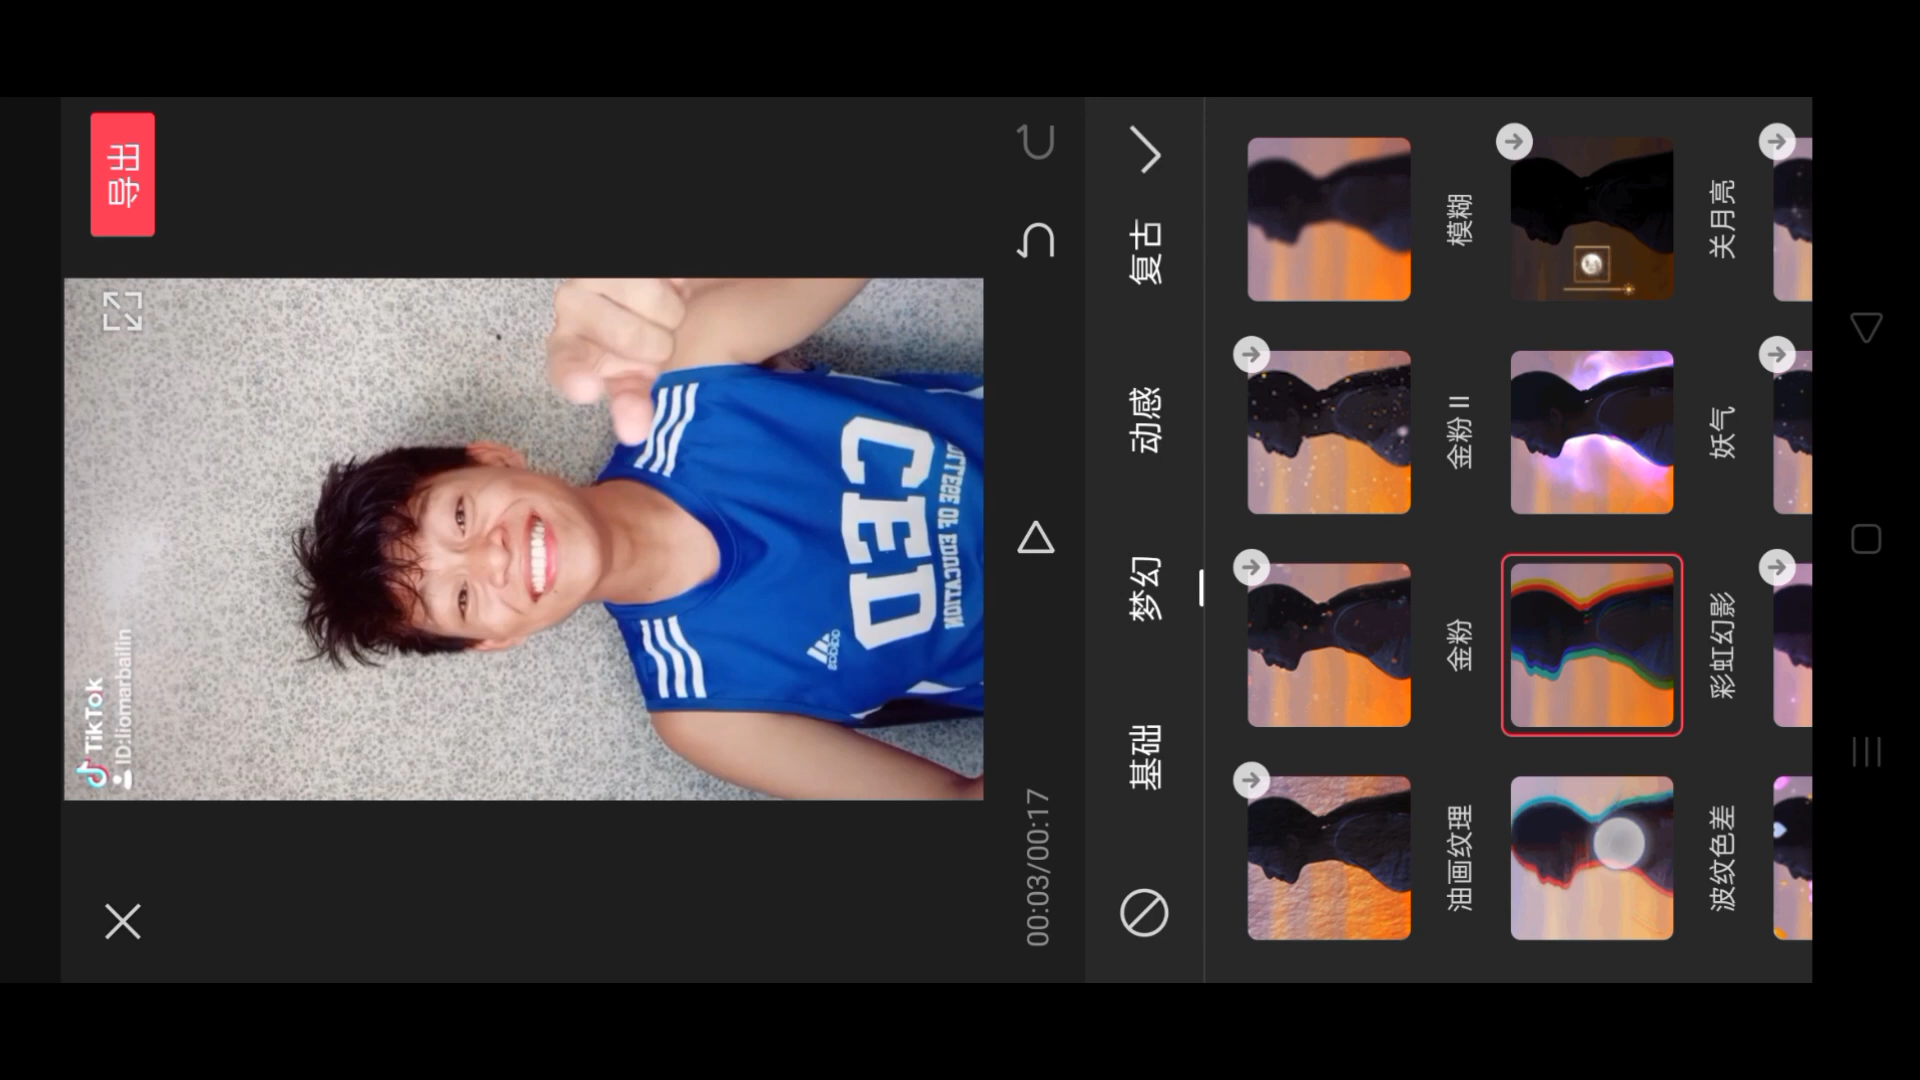 导出
TikTok
ID:liomarbailin
adidas
CED
OF EDUCATION
00:03/00:17
基础
梦幻
动感
复古
油画纹理
金粉
金粉 II
模糊
波纹色差
彩虹幻影
妖气
关月亮